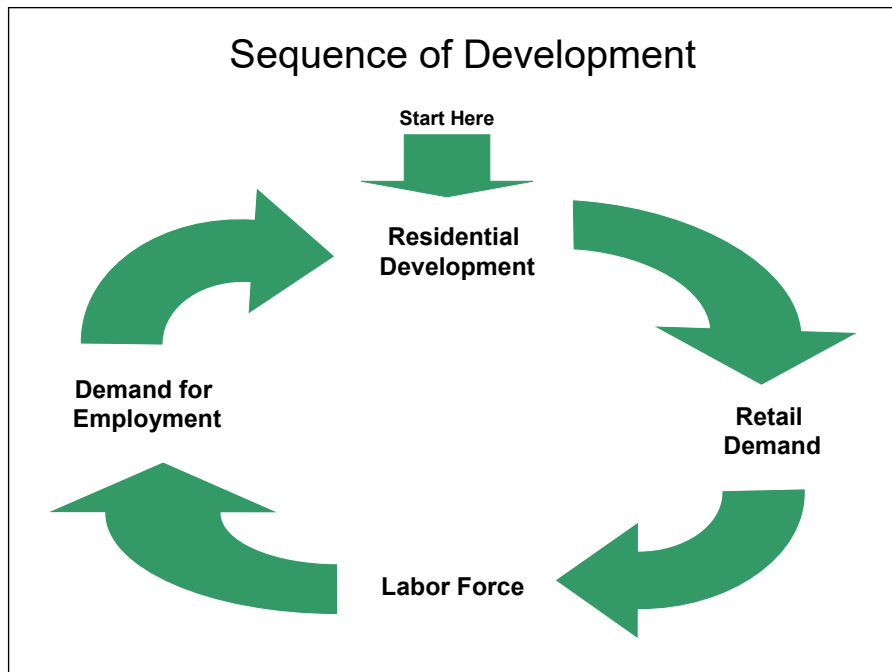 Sequence of Development
Start Here
Residential
Development
Retail
Demand
Labor Force
Demand for
Employment